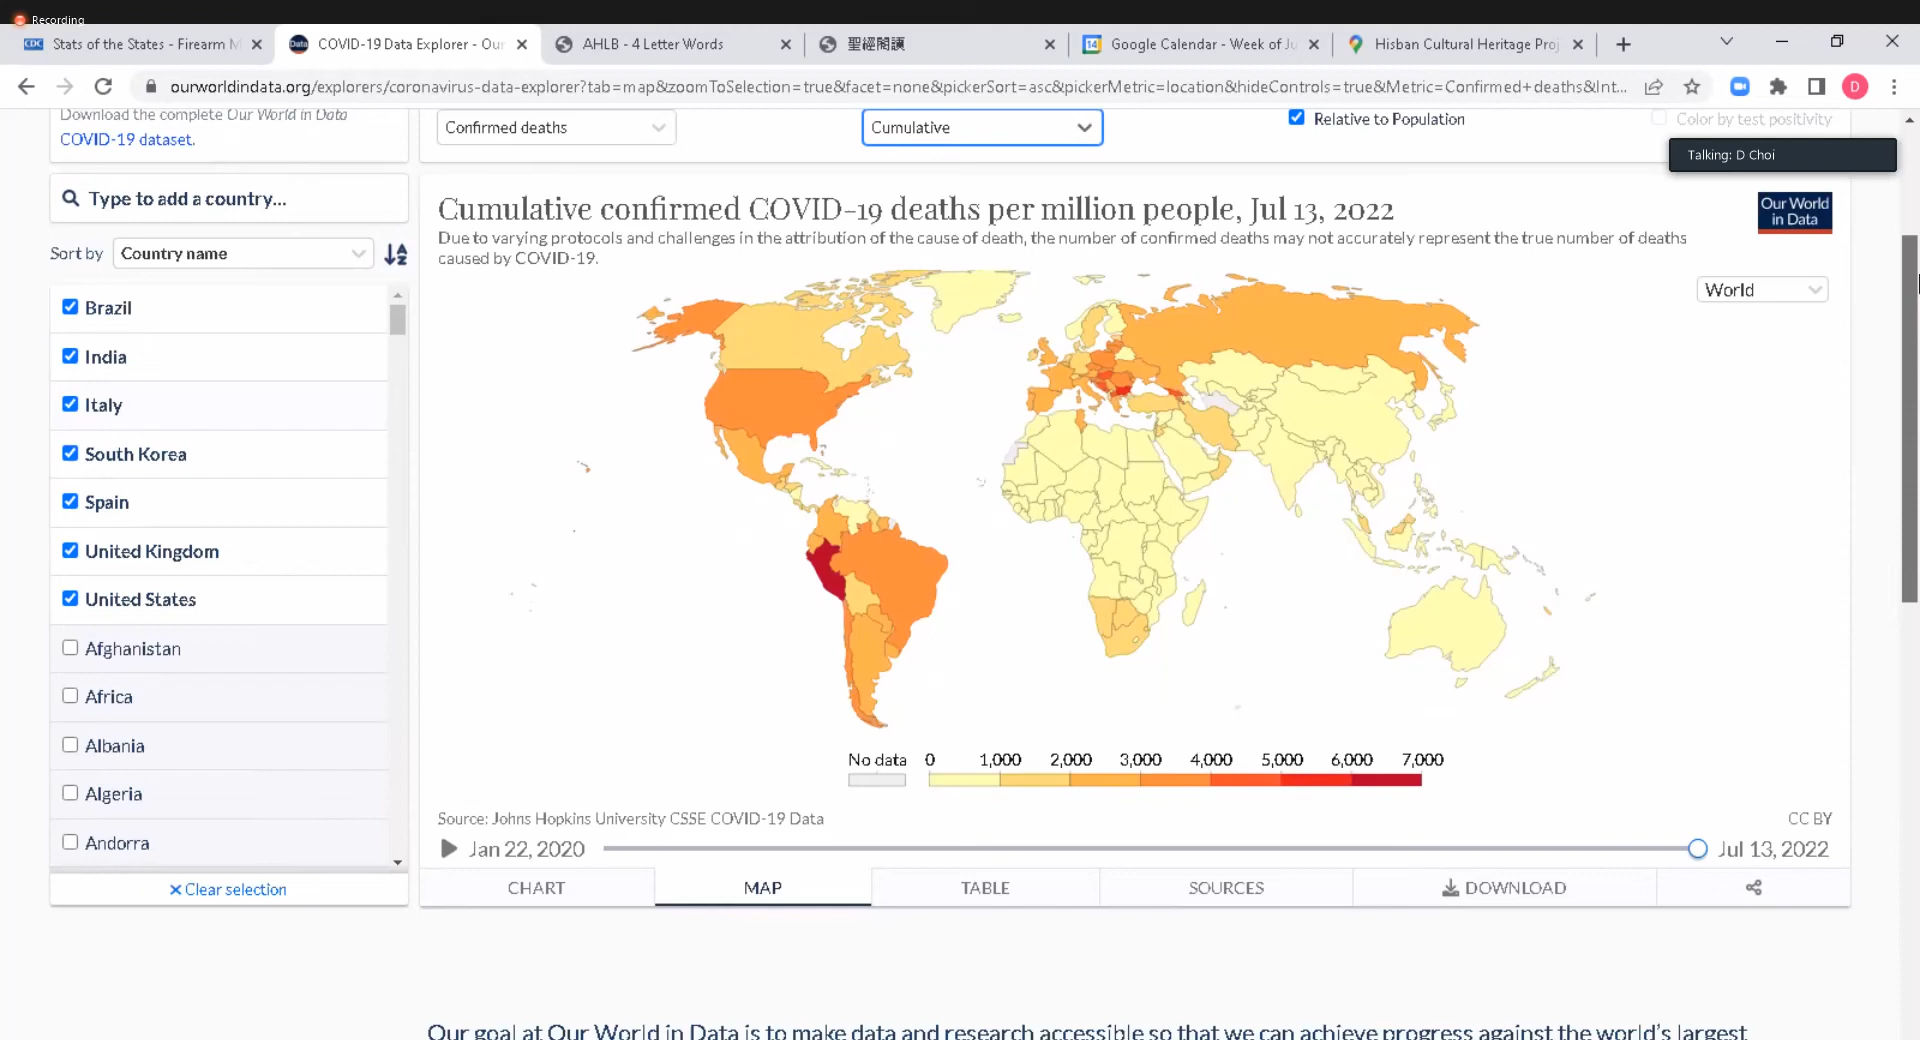 Recording
Stats of the States - Firearm M
COVID-19 Data Explorer - Our
AHLB - 4 Letter Words
聖經閱讀
Google Calendar - Week of Ju
Hisban Cultural Heritage Proj
ourworldindata.org/explorers/coronavirus-data-explorer?tab=map&zoomToSelection=true&facet=none&pickerSort=asc&pickerMetric=location&hideControls=true&Metric=Confirmed+deaths&Int...
D
Download the complete Our World in Data
COVID-19 dataset.
Confirmed deaths
Cumulative
Relative to Population
Color by test positivity
Talking: D Choi
Type to add a country...
Sort by
Country name
Brazil
India
Italy
South Korea
Spain
United Kingdom
United States
Afghanistan
Africa
Albania
Algeria
Andorra
Clear selection
Cumulative confirmed COVID-19 deaths per million people, Jul 13, 2022
Due to varying protocols and challenges in the attribution of the cause of death, the number of confirmed deaths may not accurately represent the true number of deaths
caused by COVID-19.
Our World
in Data
World
No data 0 1,000 2,000 3,000 4,000 5,000 6,000 7,000
Source: Johns Hopkins University CSSE COVID-19 Data
CC BY
Jan 22, 2020
Jul 13, 2022
CHART
MAP
TABLE
SOURCES
DOWNLOAD
Our goal at Our World in Data is to make data and research accessible so that we can achieve progress against the world's largest